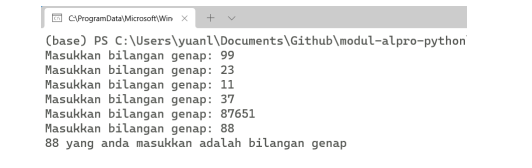 C:\ProgramData\Microsoft\Win
(base) PS C:\Users\yuanl\Documents\Github\modul-alpro-python
Masukkan bilangan genap: 99
Masukkan bilangan genap: 23
Masukkan bilangan genap: 11
Masukkan bilangan genap: 37
Masukkan bilangan genap: 87651
Masukkan bilangan genap: 88
88 yang anda masukkan adalah bilangan genap